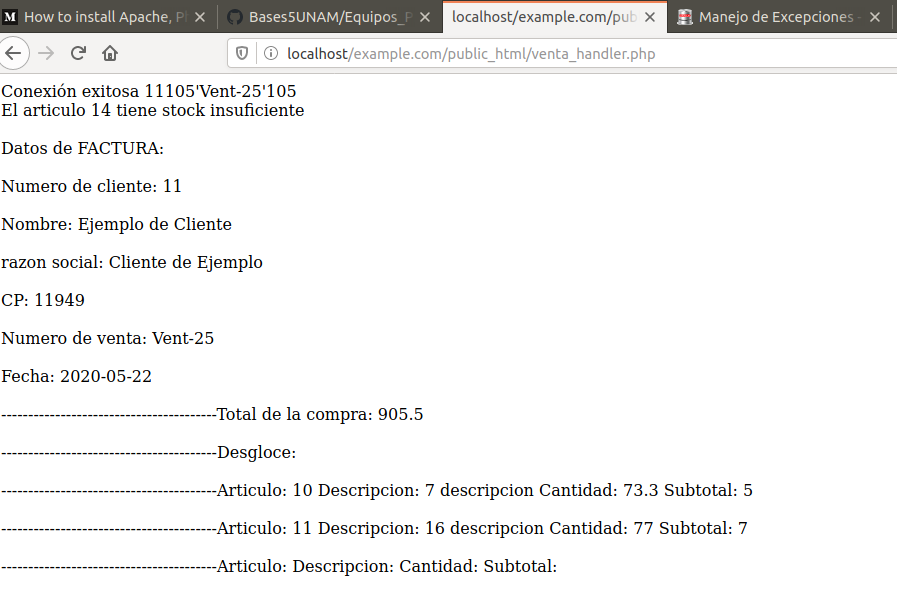 How to install Apache, P
Bases5UNAM/Equipos_P
localhost/example.com/pub
Manejo de Excepciones -
localhost/example.com/public_html/venta_handler.php
Conexión exitosa 11105'Vent-25'105
El articulo 14 tiene stock insuficiente
Datos de FACTURA:
Numero de cliente: 11
Nombre: Ejemplo de Cliente
razon social: Cliente de Ejemplo
CP: 11949
Numero de venta: Vent-25
Fecha: 2020-05-22
----------------------------------------Total de la compra: 905.5
----------------------------------------Desgloce:
----------------------------------------Articulo: 10 Descripcion: 7 descripcion Cantidad: 73.3 Subtotal: 5
----------------------------------------Articulo: 11 Descripcion: 16 descripcion Cantidad: 77 Subtotal: 7
----------------------------------------Articulo: Descripcion: Cantidad: Subtotal: